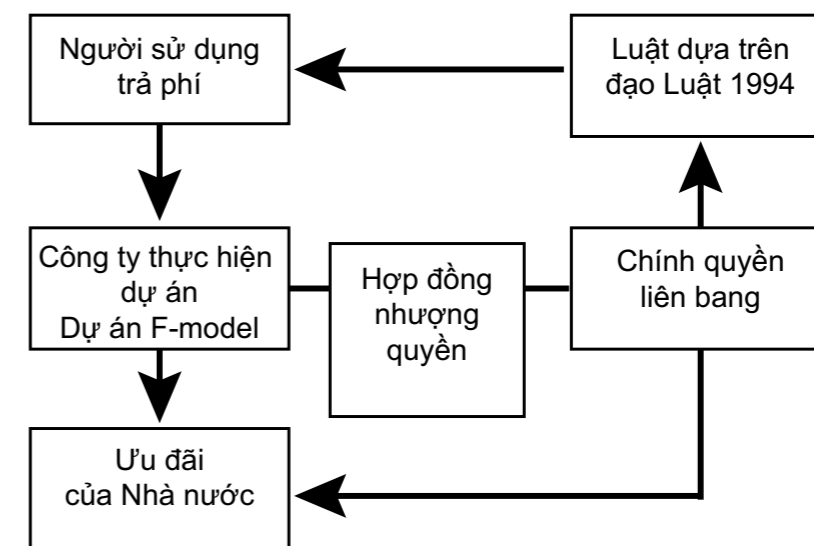 Người sử dụng
trả phí
Luật dựa trên
đạo Luật 1994
Công ty thực hiện
dự án
Dự án F-model
Hợp đồng
nhượng
quyền
Chính quyền
liên bang
Ưu đãi
của Nhà nước